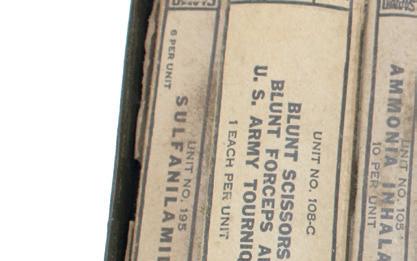 6 PER UNIT
SULFANILAMI
UNIT NO. 195
UNIT NO. 108-C
BLUNT SCISSORS
BLUNT FORCEPS A
U. S. ARMY TOURNIQ
1 EACH PER UNIT
UNIT NO. 105
AMMONIA INHALA
10 PER UNIT